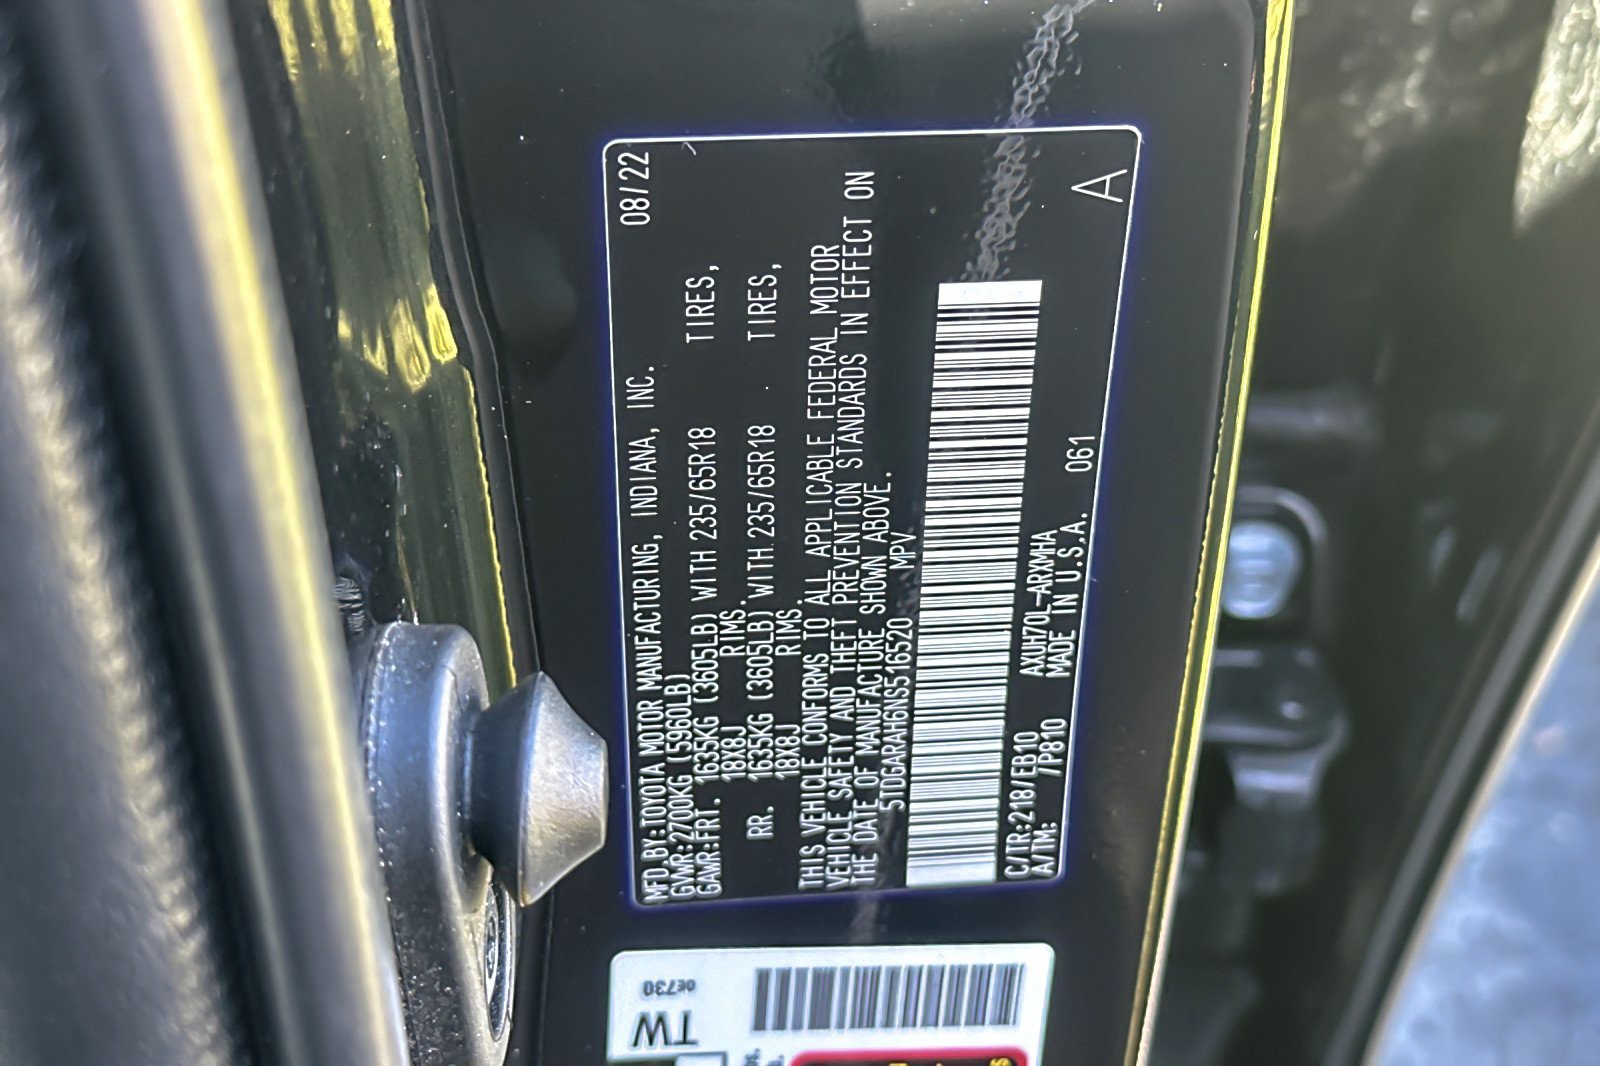 MFD BY: TOYOTA MOTOR MANUFACTURING, INDIANA, INC. 08/22
GVWR: 2700KG (5960LB)
GAWR: FRT. 1635KG (3605LB) WITH 235/65R18 TIRES,
18X8J RIMS.
RR. 1635KG (3605LB) WITH 235/65R18 TIRES,
18X8J RIMS.
THIS VEHICLE CONFORMS TO ALL APPLICABLE FEDERAL MOTOR
VEHICLE SAFETY AND THEFT PREVENTION STANDARDS IN EFFECT ON
THE DATE OF MANUFACTURE SHOWN ABOVE.
5TDGARAH6NS516520 MPV
C/TR: 218/EB10 AXUH70L-ARXMHA
A/TM: /P810 MADE IN U.S.A. 061 A
0E730
TW